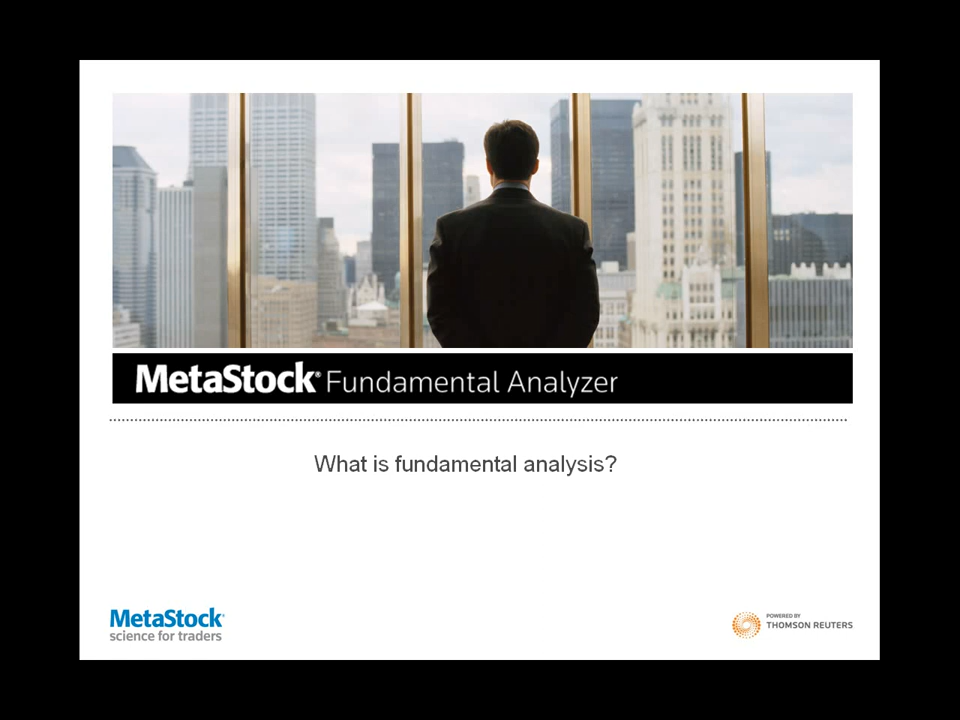 MetaStock® Fundamental Analyzer
What is fundamental analysis?
MetaStock®
science for traders
POWERED BY
THOMSON REUTERS